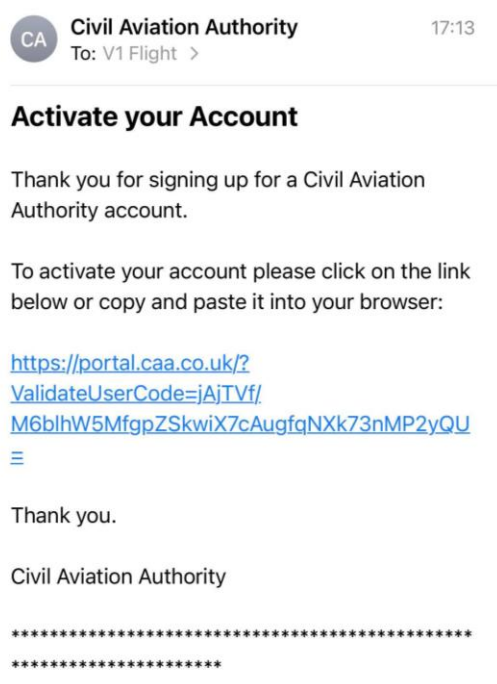 CA
Civil Aviation Authority
17:13
To: V1 Flight >
Activate your Account
Thank you for signing up for a Civil Aviation
Authority account.
To activate your account please click on the link
below or copy and paste it into your browser:
https://portal.caa.co.uk/?
ValidateUserCode=jAjTVf/
M6blhW5MfgpZSkwiX7cAugfqNXk73nMP2yQU
=
Thank you.
Civil Aviation Authority
************************************************
**********************